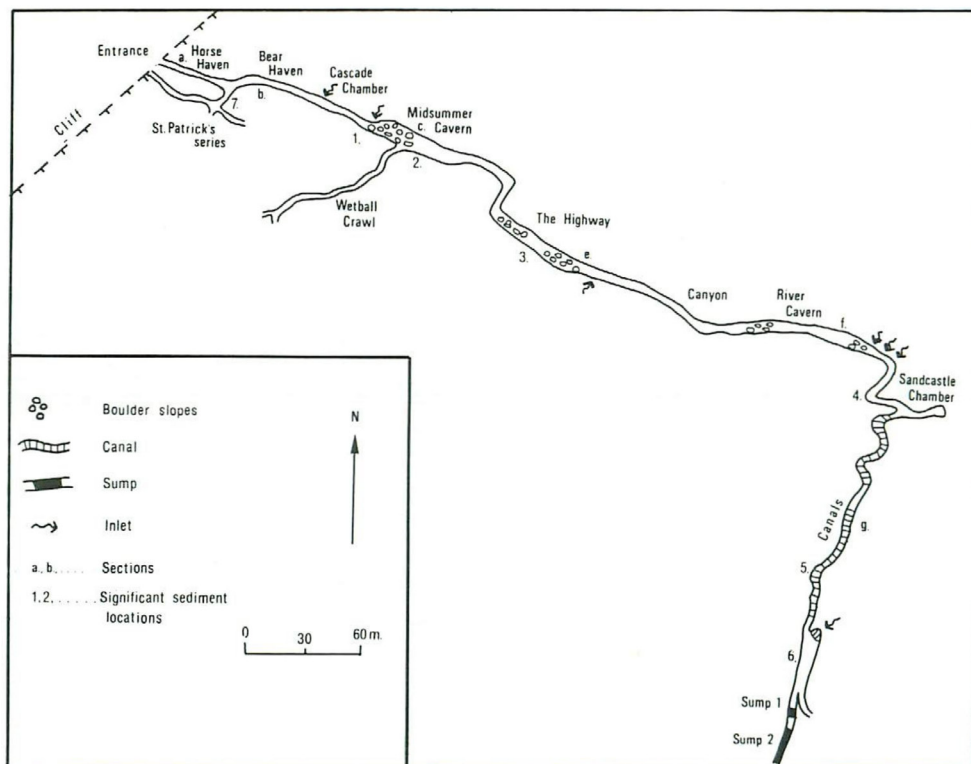 Entrance
a.
Horse
Haven
Bear
Haven
b.
Cascade
Chamber
Cliff
7.
St. Patrick's
series
1.
Midsummer
c. Cavern
2.
Wetball
Crawl
The Highway
3.
e.
Canyon
River
Cavern
f.
Sandcastle
Chamber
4.
Canals
g.
5.
6.
Sump 1
Sump 2
Boulder slopes
Canal
Sump
Inlet
a. b. .... Sections
1,2, ...... Significant sediment
locations
N
0 30 60 m.